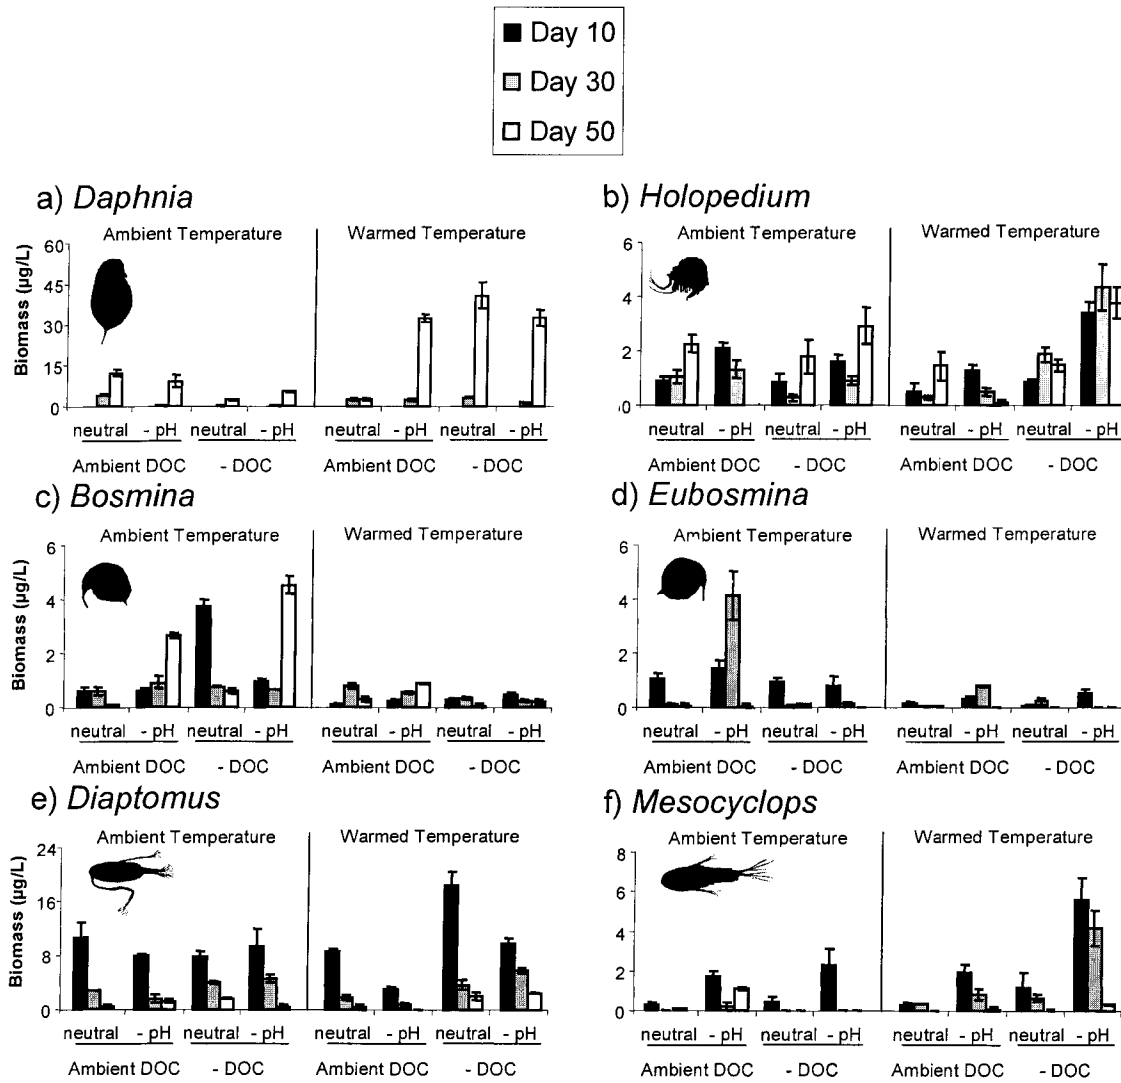 Day 10
Day 30
Day 50
a) Daphnia
Ambient Temperature Warmed Temperature
Biomass (µg/L)
60
45
30
15
0
neutral - pH neutral - pH neutral - pH neutral - pH
Ambient DOC - DOC Ambient DOC - DOC
b) Holopedium
Ambient Temperature Warmed Temperature
6
4
2
0
neutral - pH neutral - pH neutral - pH neutral - pH
Ambient DOC - DOC Ambient DOC - DOC
c) Bosmina
Ambient Temperature Warmed Temperature
Biomass (µg/L)
6
4
2
0
neutral - pH neutral - pH neutral - pH neutral - pH
Ambient DOC - DOC Ambient DOC - DOC
d) Eubosmina
Ambient Temperature Warmed Temperature
6
4
2
0
neutral - pH neutral - pH neutral - pH neutral - pH
Ambient DOC - DOC Ambient DOC - DOC
e) Diaptomus
Ambient Temperature Warmed Temperature
Biomass (µg/L)
24
16
8
0
neutral - pH neutral - pH neutral - pH neutral - pH
Ambient DOC - DOC Ambient DOC - DOC
f) Mesocyclops
Ambient Temperature Warmed Temperature
8
6
4
2
0
neutral - pH neutral - pH neutral - pH neutral - pH
Ambient DOC - DOC Ambient DOC - DOC